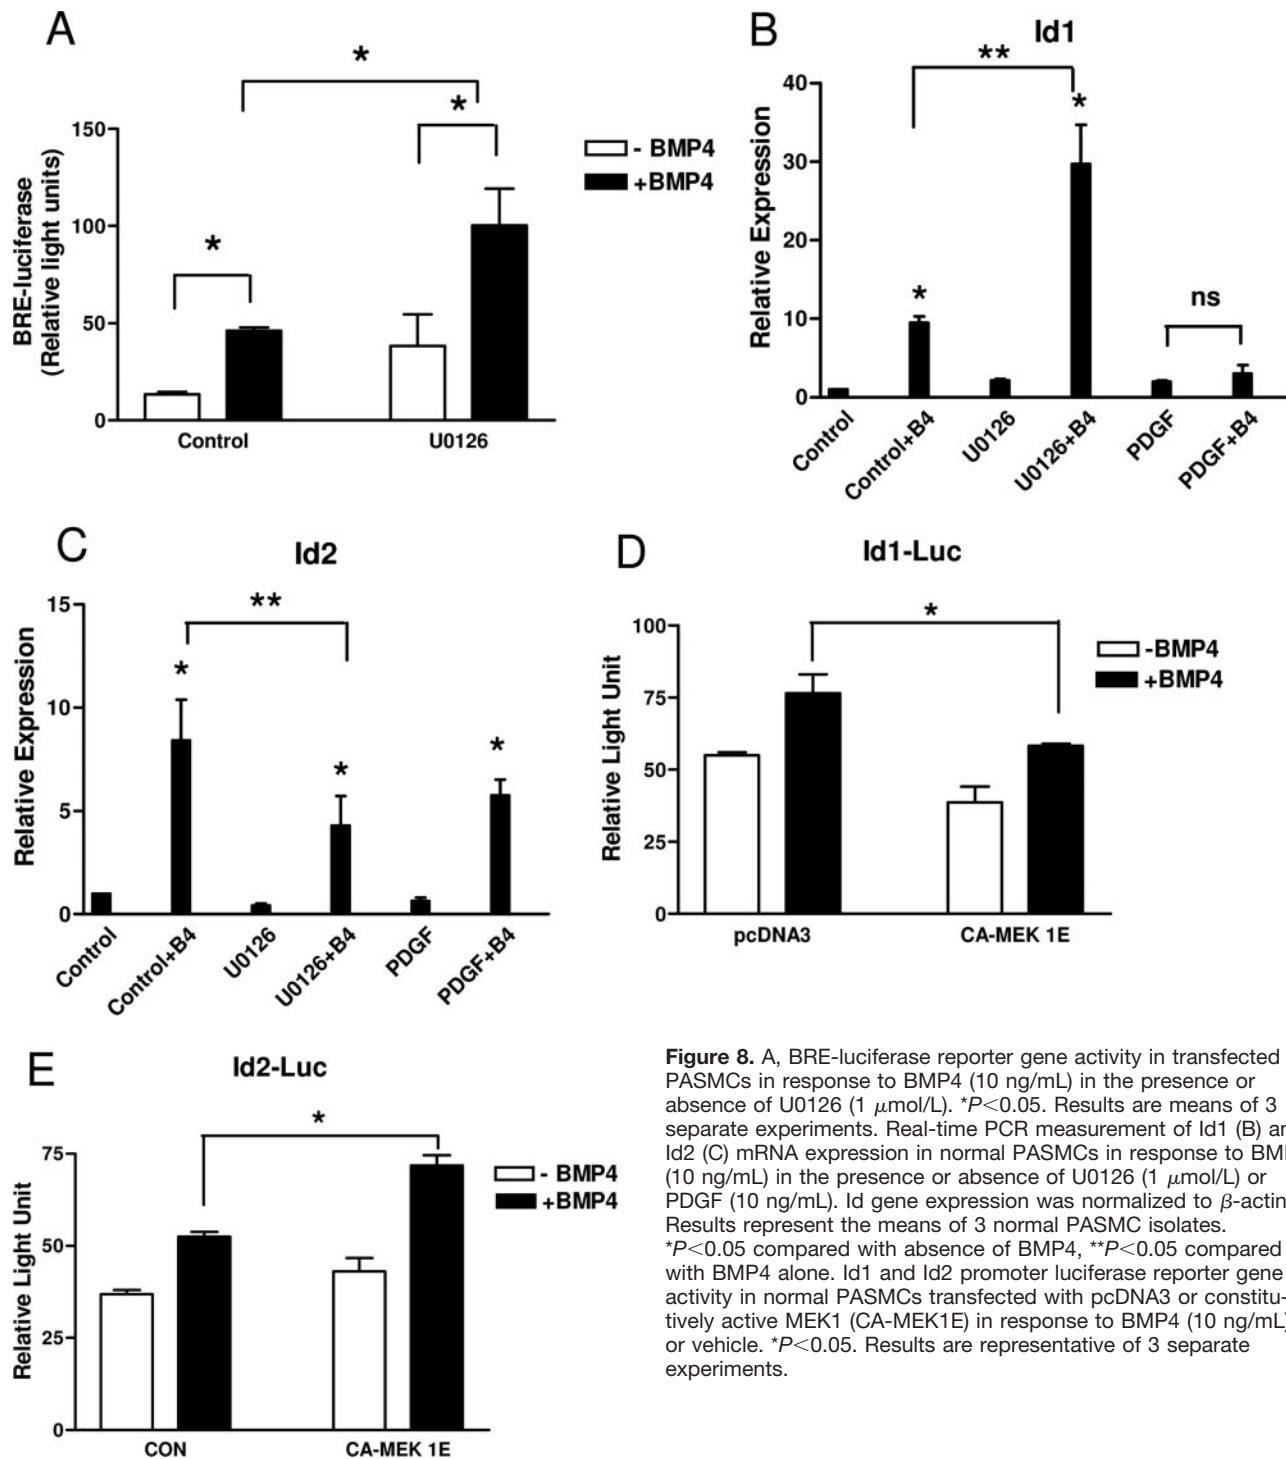 A
*
*
*
150
100
50
0
BRE-luciferase
(Relative light units)
Control
U0126
- BMP4
+BMP4
B
Id1
**
*
*
ns
40
30
20
10
0
Relative Expression
Control
Control+B4
U0126
U0126+B4
PDGF
PDGF+B4
C
Id2
**
*
*
*
15
10
5
0
Relative Expression
Control
Control+B4
U0126
U0126+B4
PDGF
PDGF+B4
D
Id1-Luc
*
100
75
50
25
0
Relative Light Unit
pcDNA3
CA-MEK 1E
-BMP4
+BMP4
E
Id2-Luc
*
75
50
25
0
Relative Light Unit
CON
CA-MEK 1E
- BMP4
+BMP4
Figure 8. A, BRE-luciferase reporter gene activity in transfected
PASMCs in response to BMP4 (10 ng/mL) in the presence or
absence of U0126 (1 μmol/L). *P<0.05. Results are means of 3
separate experiments. Real-time PCR measurement of Id1 (B) an
Id2 (C) mRNA expression in normal PASMCs in response to BM
(10 ng/mL) in the presence or absence of U0126 (1 μmol/L) or
PDGF (10 ng/mL). Id gene expression was normalized to β-actin
Results represent the means of 3 normal PASMC isolates.
*P<0.05 compared with absence of BMP4, **P<0.05 compared
with BMP4 alone. Id1 and Id2 promoter luciferase reporter gene
activity in normal PASMCs transfected with pcDNA3 or constitu-
tively active MEK1 (CA-MEK1E) in response to BMP4 (10 ng/mL)
or vehicle. *P<0.05. Results are representative of 3 separate
experiments.